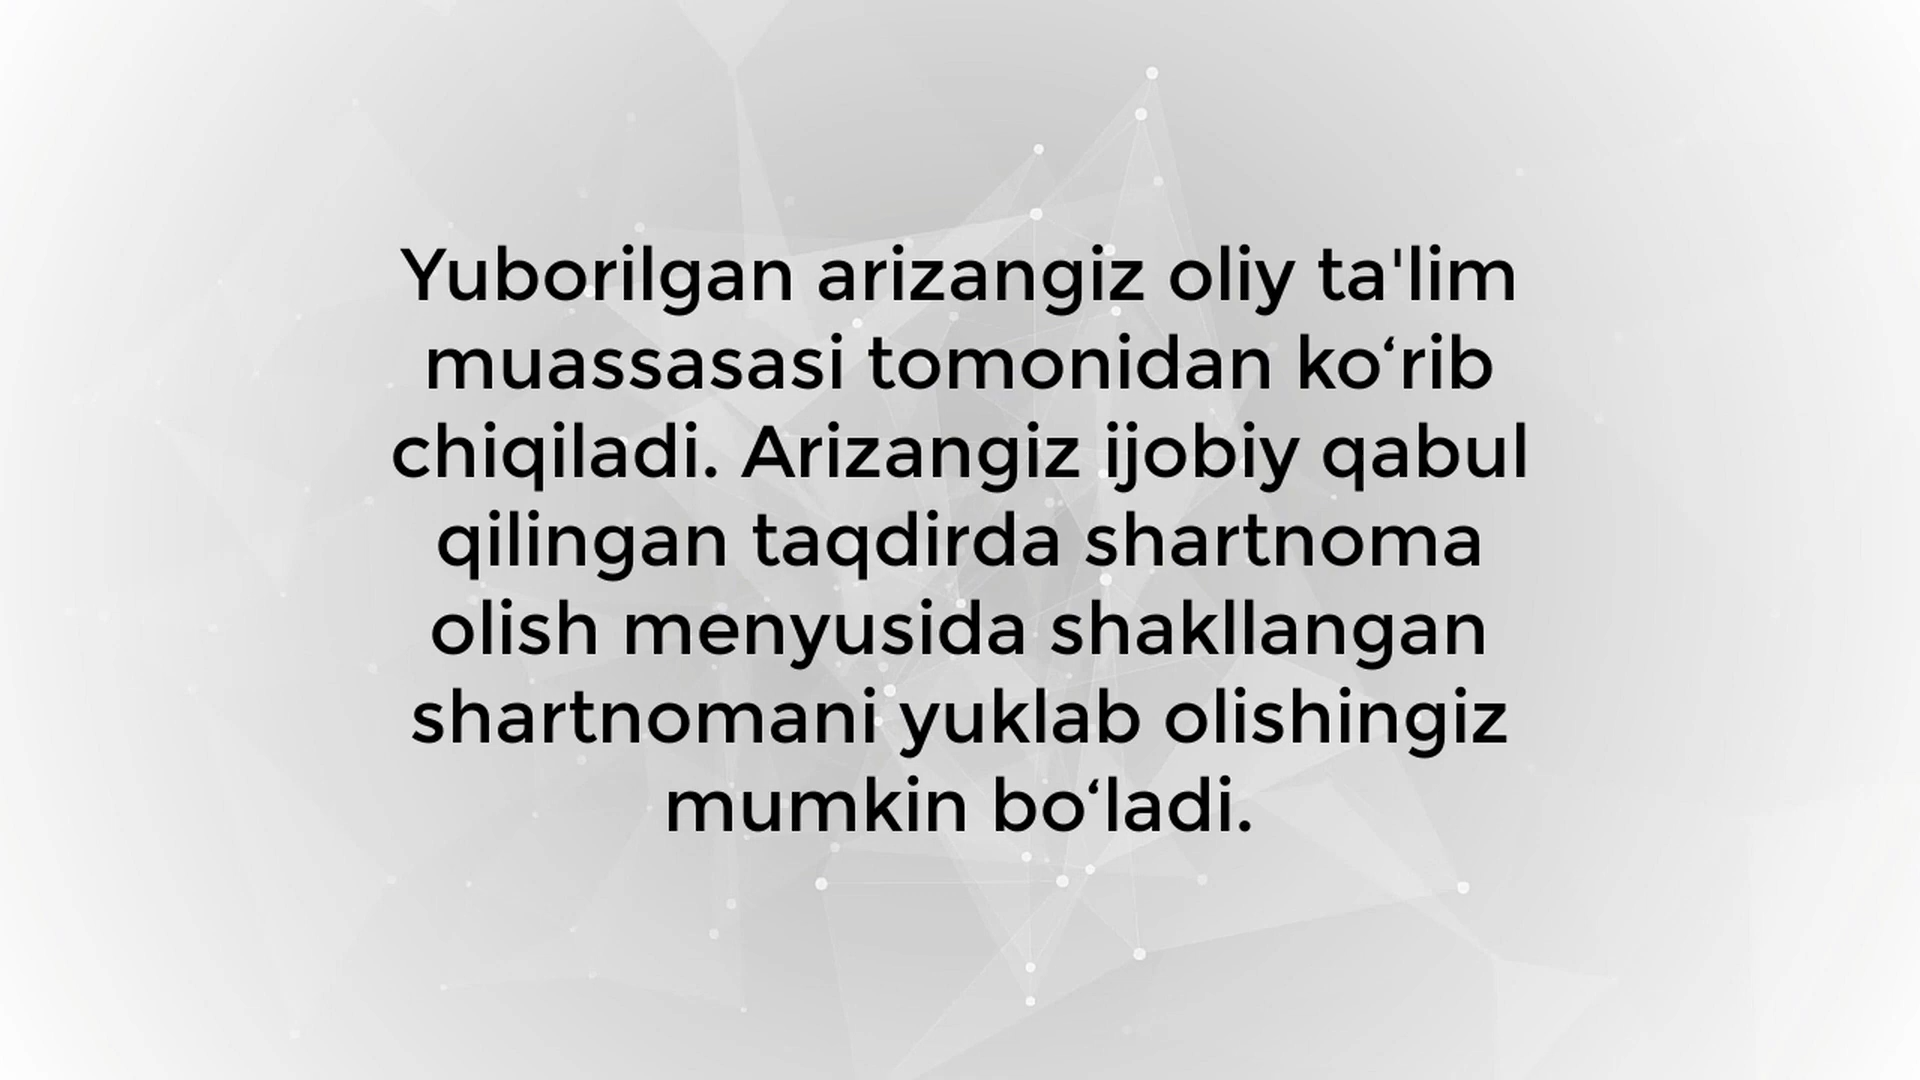 Yuborilgan arizangiz oliy ta'lim
muassasasi tomonidan ko‘rib
chiqiladi. Arizangiz ijobiy qabul
qilingan taqdirda shartnoma
olish menyusida shakllangan
shartnomani yuklab olishingiz
mumkin bo‘ladi.